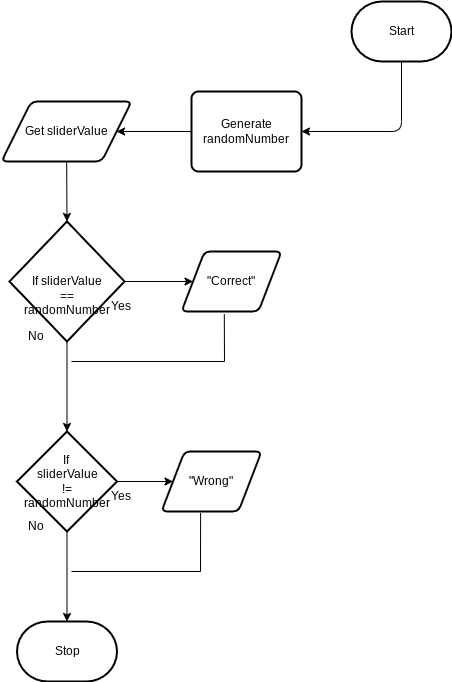 Start
Generate
randomNumber
Get sliderValue
If sliderValue
==
randomNumber
Yes
"Correct"
No
If
sliderValue
!=
randomNumber
Yes
"Wrong"
No
Stop